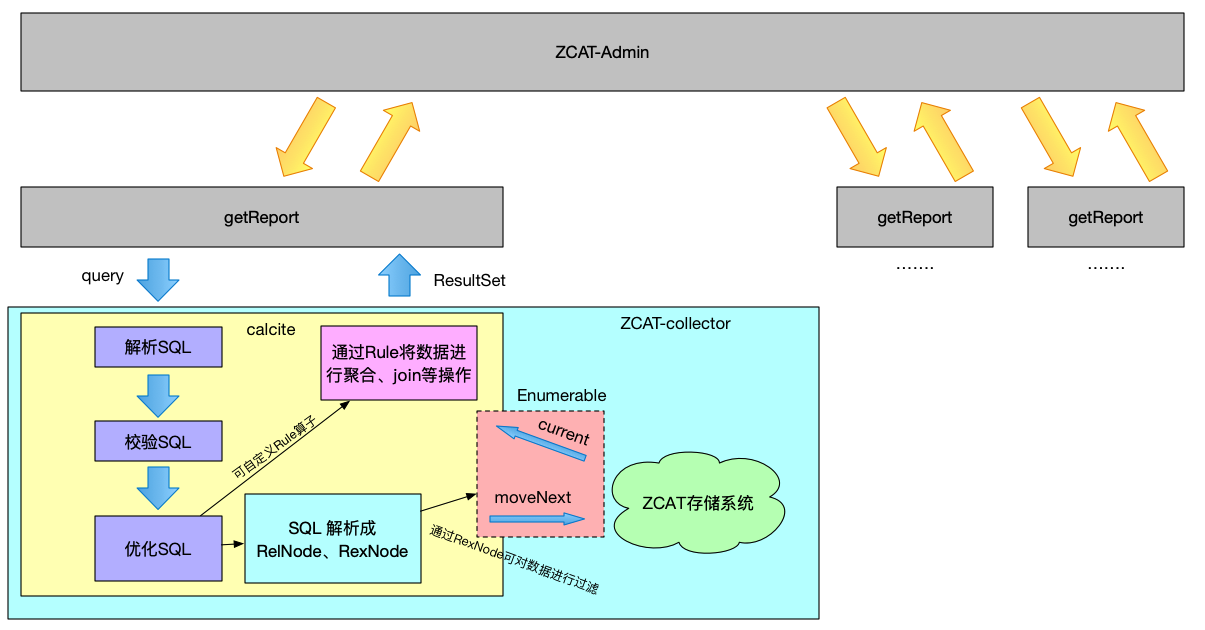 ZCAT-Admin
getReport
getReport
getReport
query
ResultSet
.......
.......
calcite
ZCAT-collector
解析SQL
通过Rule将数据进
行聚合、join等操作
Enumerable
校验SQL
可自定义Rule算子
current
moveNext
ZCAT存储系统
优化SQL
SQL 解析成
RelNode、RexNode
通过RexNode可对数据进行过滤